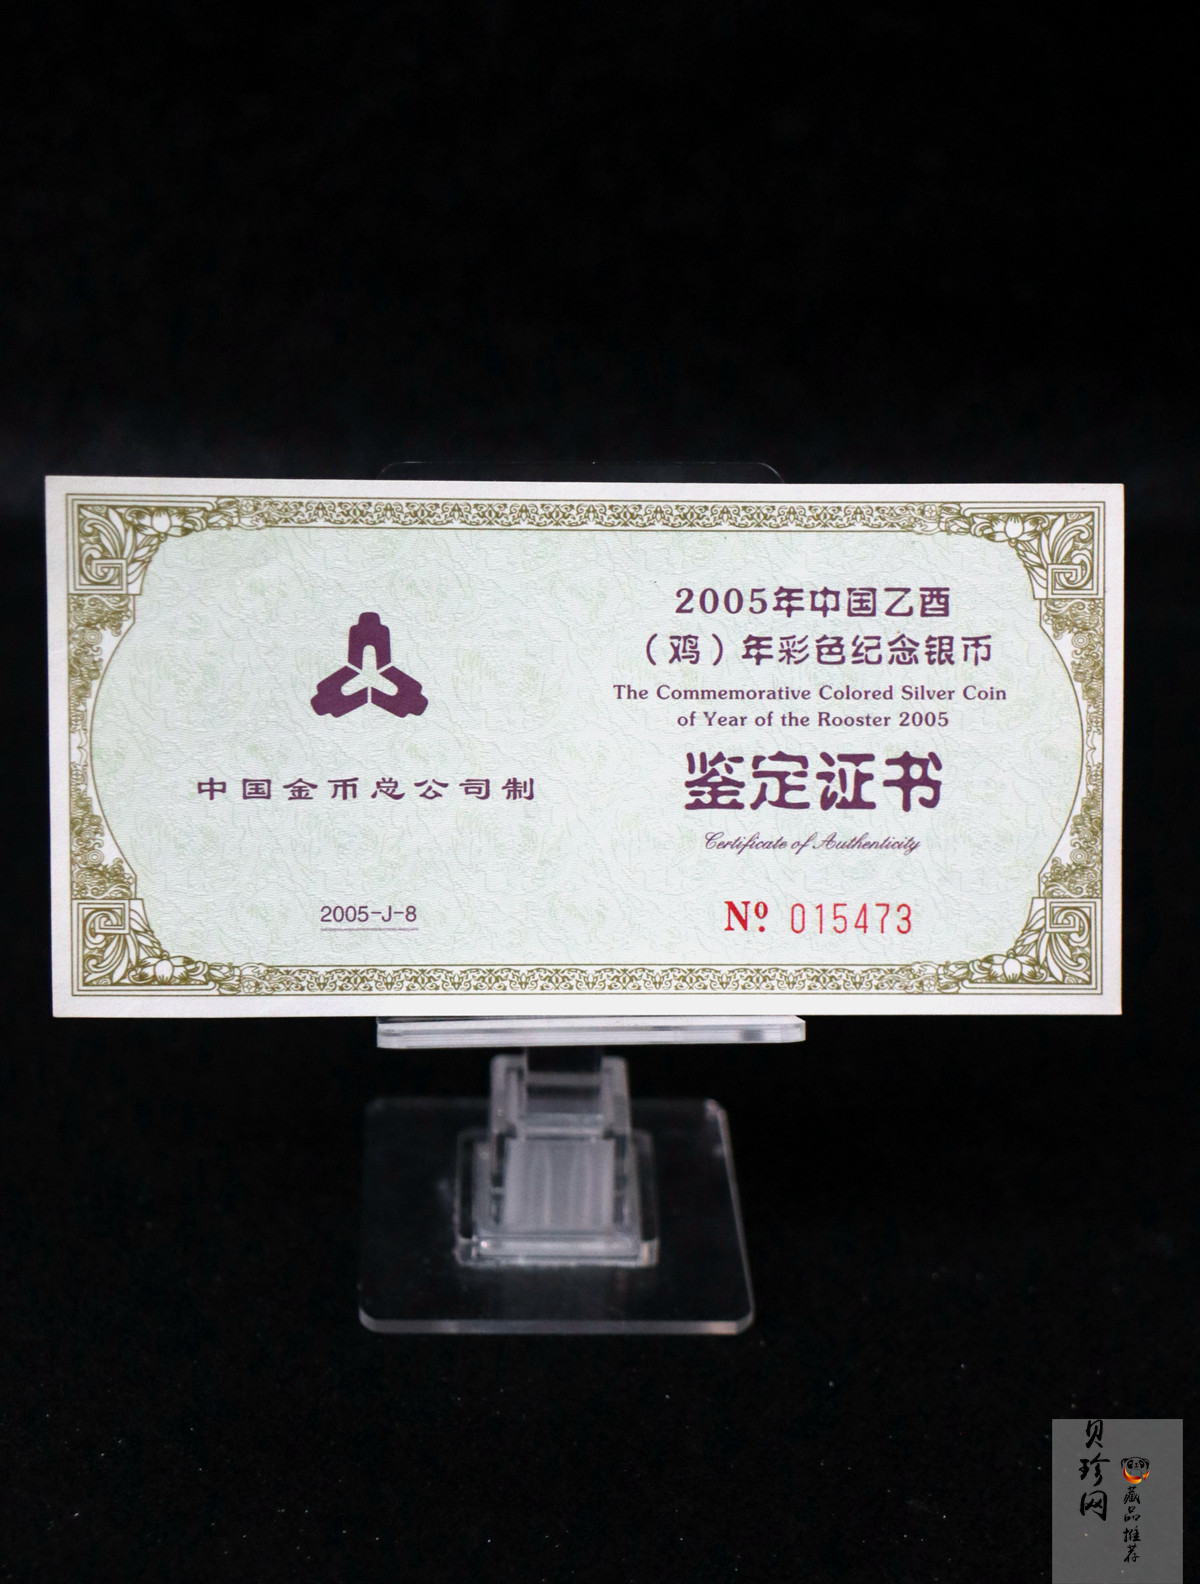 中国金币总公司制
2005-J-8
2005年中国乙酉
（鸡）年彩色纪念银币
The Commemorative Colored Silver Coin
of Year of the Rooster 2005
鉴定证书
Certificate of Authenticity
Nº 015473
贝珍网
藏品推荐